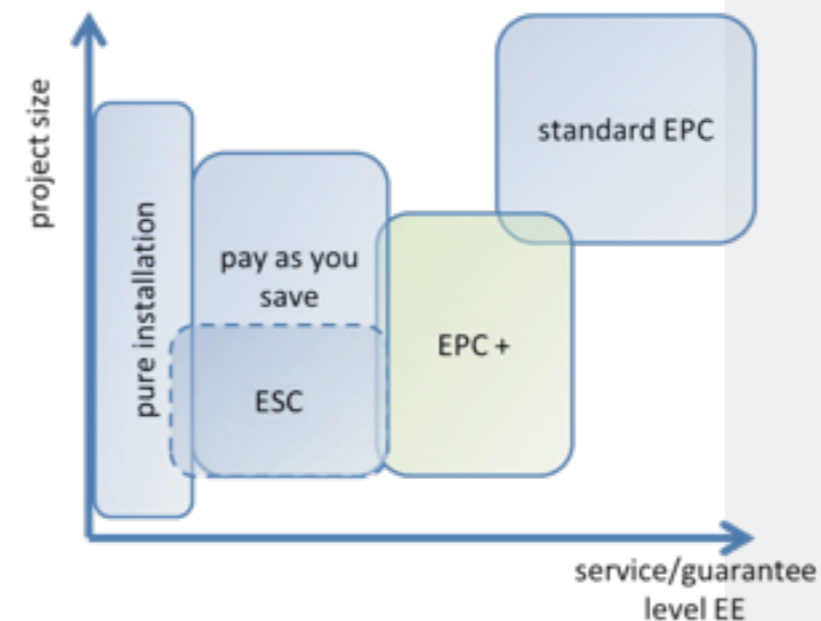 project size
pure installation
pay as you
save
ESC
EPC +
standard EPC
service/guarantee
level EE